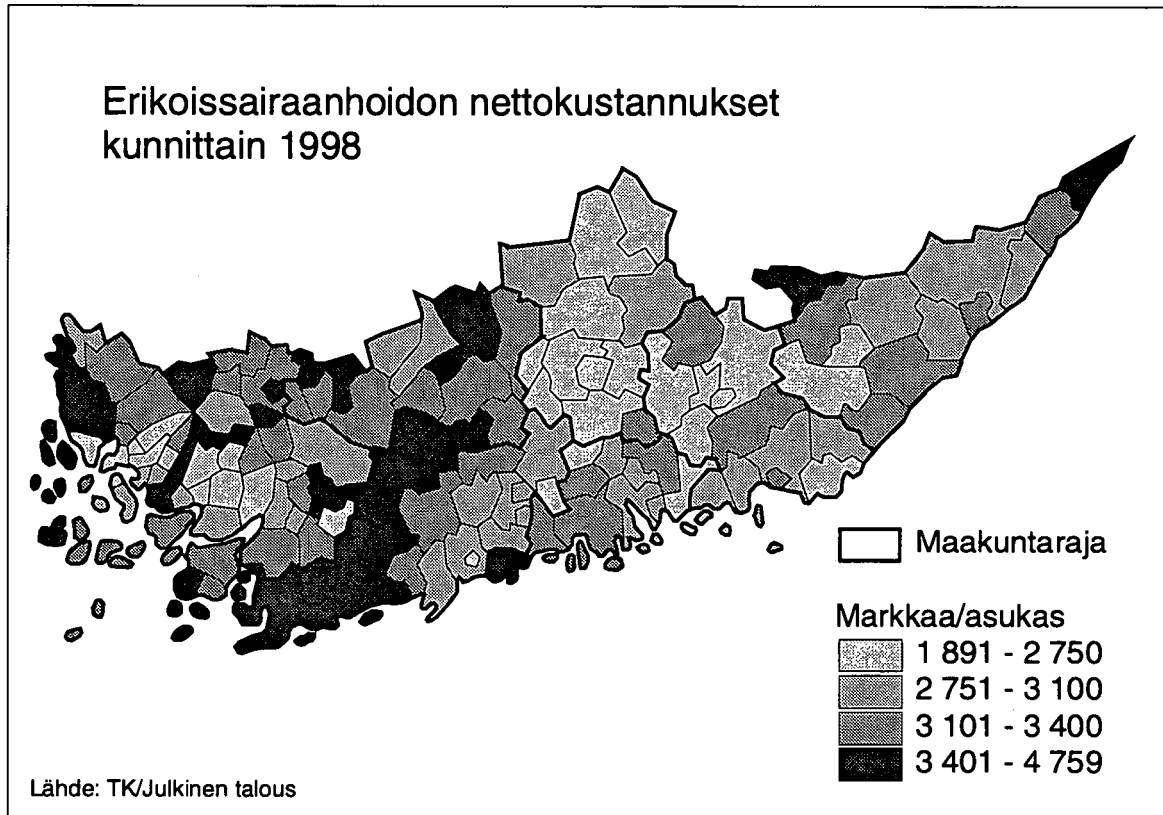 Erikoissairaanhoidon nettokustannukset
kunnittain 1998
Maakuntaraja
Markkaa/asukas
1 891 - 2 750
2 751 - 3 100
3 101 - 3 400
3 401 - 4 759
Lähde: TK/Julkinen talous